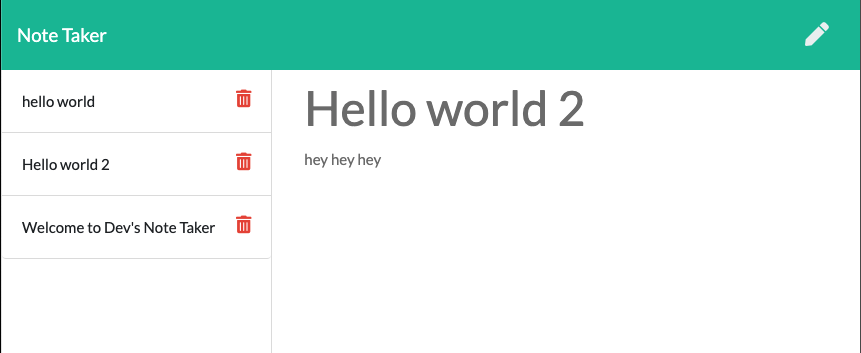 Note Taker
hello world
Hello world 2
Welcome to Dev's Note Taker
Hello world 2
hey hey hey